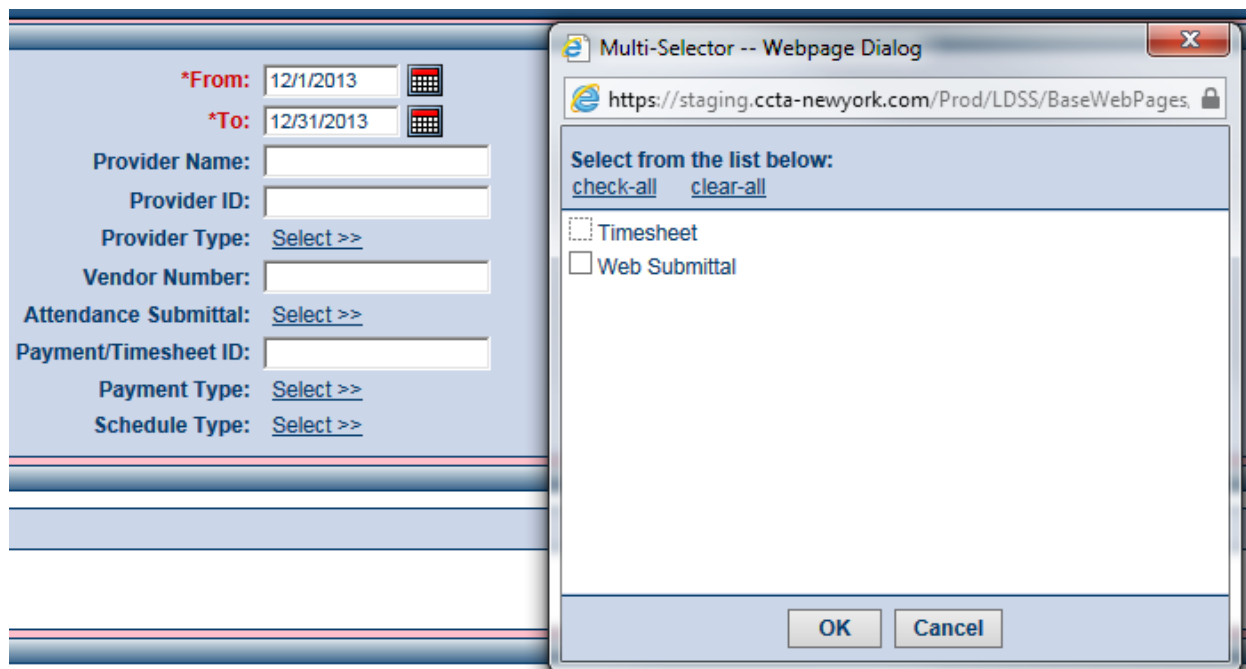 *From: 12/1/2013
*To: 12/31/2013
Provider Name:
Provider ID:
Provider Type: Select >>
Vendor Number:
Attendance Submittal: Select >>
Payment/Timesheet ID:
Payment Type: Select >>
Schedule Type: Select >>
Multi-Selector -- Webpage Dialog
X
https://staging.ccta-newyork.com/Prod/LDSS/BaseWebPages,
Select from the list below:
check-all clear-all
Timesheet
Web Submittal
OK Cancel